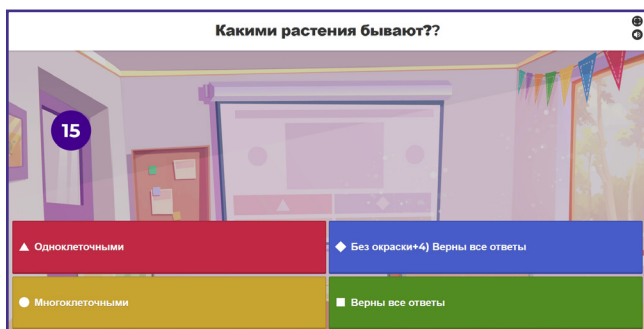 Какими растения бывают??
15
Одноклеточными
Без окраски+4) Верны все ответы
Многоклеточными
Верны все ответы